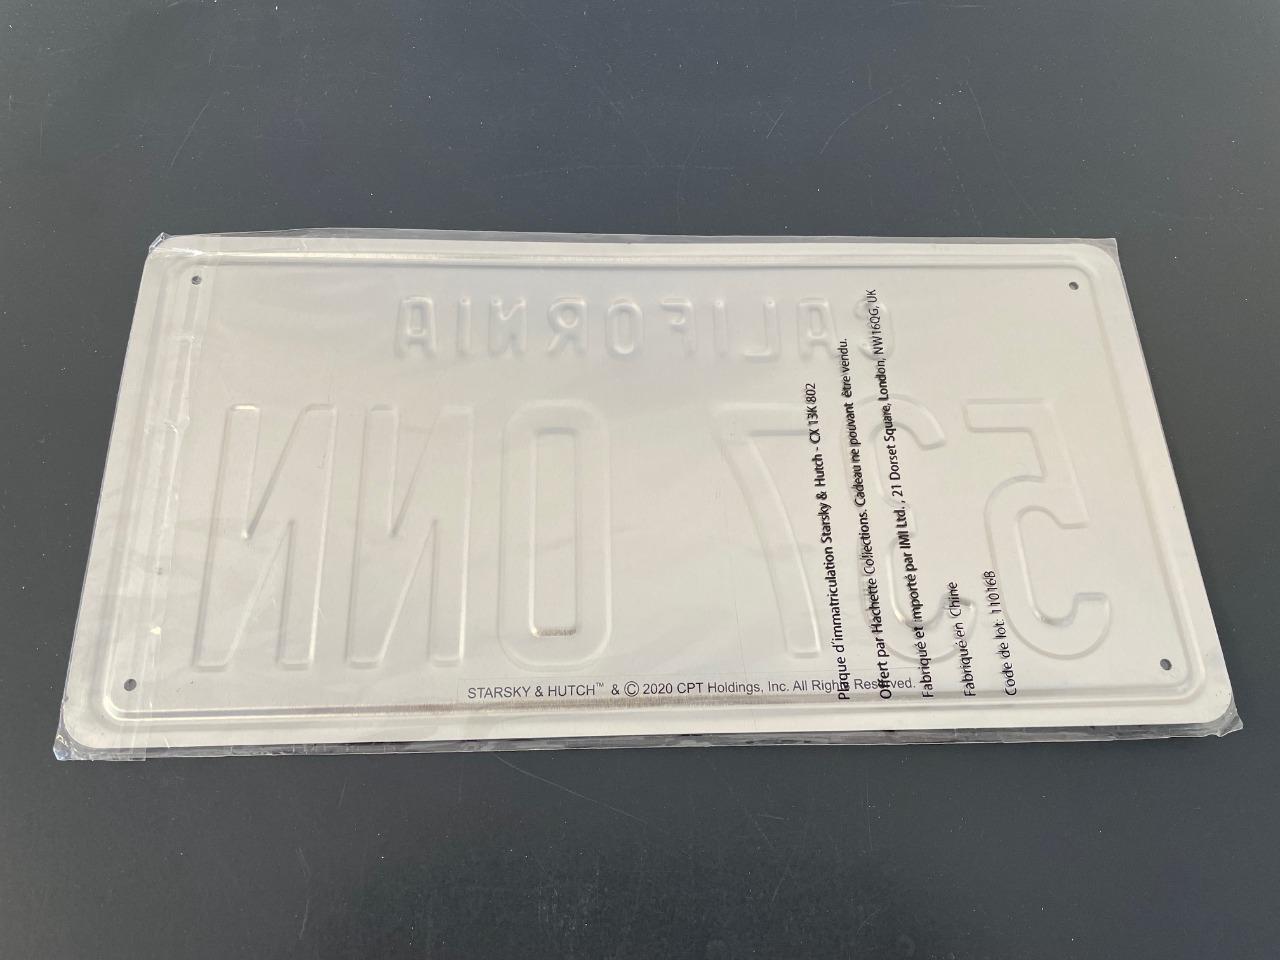 CALIFORNIA
537 ONN
Plaque d'immatriculation Starsky & Hutch - CX 13K 802
Offert par Hachette Collections. Cadeau ne pouvant être vendu.
Fabriqué et importé par IMI Ltd. , 21 Dorset Square, London, NW16QG, UK
Fabriqué en Chine
Code de lot: 11016B
STARSKY & HUTCH™ & © 2020 CPT Holdings, Inc. All Rights Reserved.